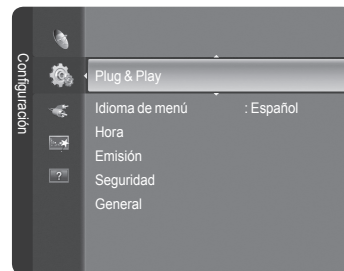 Configuración
Plug & Play
Idioma de menú : Español
Hora
Emisión
Seguridad
General
?